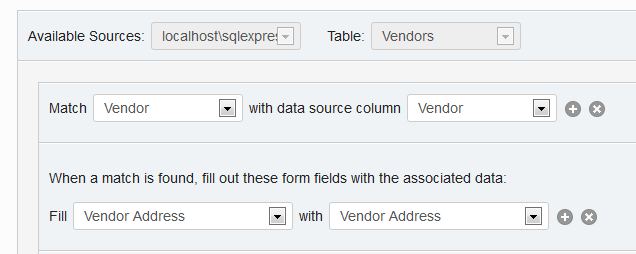 Available Sources: localhost\sqlexpres Table: Vendors
Match Vendor with data source column Vendor
When a match is found, fill out these form fields with the associated data:
Fill Vendor Address with Vendor Address